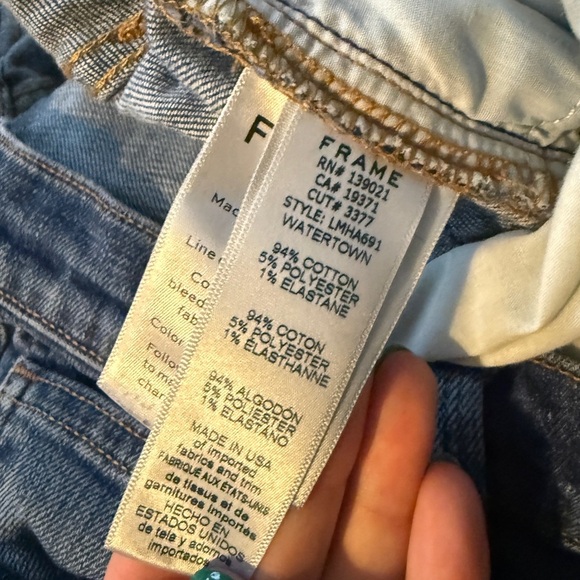 F
Mac
Line
Co
bleed
fab
Color
Follow
to mo
char
FRAME
RN# 139021
CA# 19371
CUT# 3377
STYLE: LMHA691
WATERTOWN
94% COTTON
5% POLYESTER
1% ELASTANE
94% COTON
5% POLYESTER
1% ELASTHANNE
94% ALGODÓN
5% POLIESTER
1% ELASTANO
MADE IN USA
of imported
fabrics and trim
FABRIQUÉ AUX ÉTATS-UNIS
de tissus et de
garnitures importés
HECHO EN
ESTADOS UNIDOS
de tela y adornos
importados